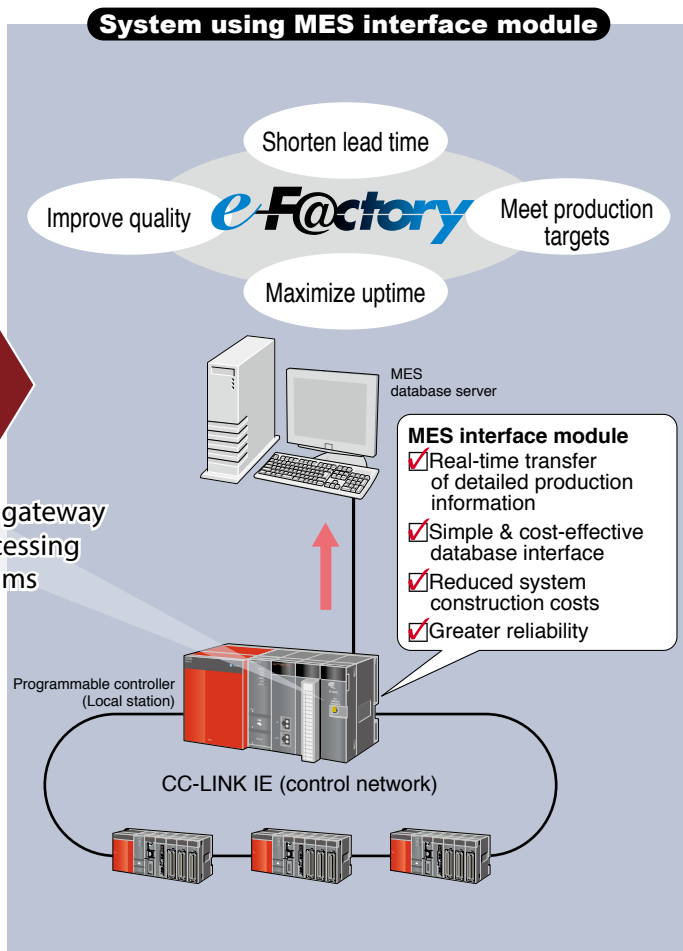 System using MES interface module
Shorten lead time
Improve quality
e-F@ctory
Meet production
targets
Maximize uptime
MES
database server
MES interface module
Real-time transfer
of detailed production
information
Simple & cost-effective
database interface
Reduced system
construction costs
Greater reliability
gateway
cessing
ms
Programmable controller
(Local station)
CC-LINK IE (control network)